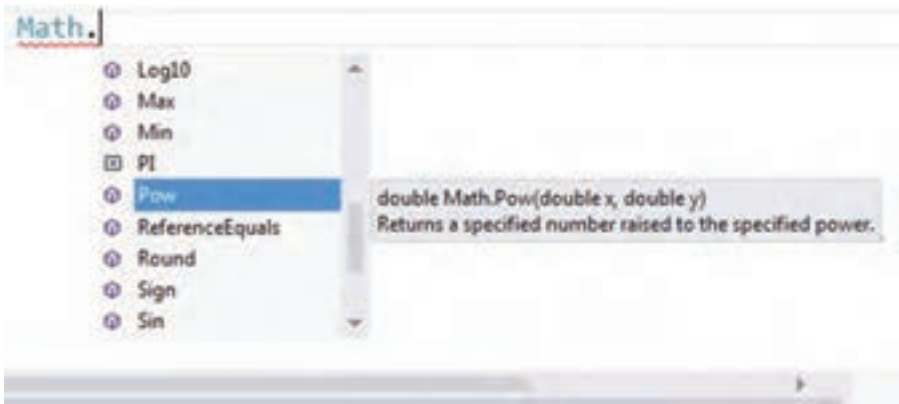 Math.
Log10
Max
Min
PI
Pow
double Math.Pow(double x, double y)
Returns a specified number raised to the specified power.
ReferenceEquals
Round
Sign
Sin